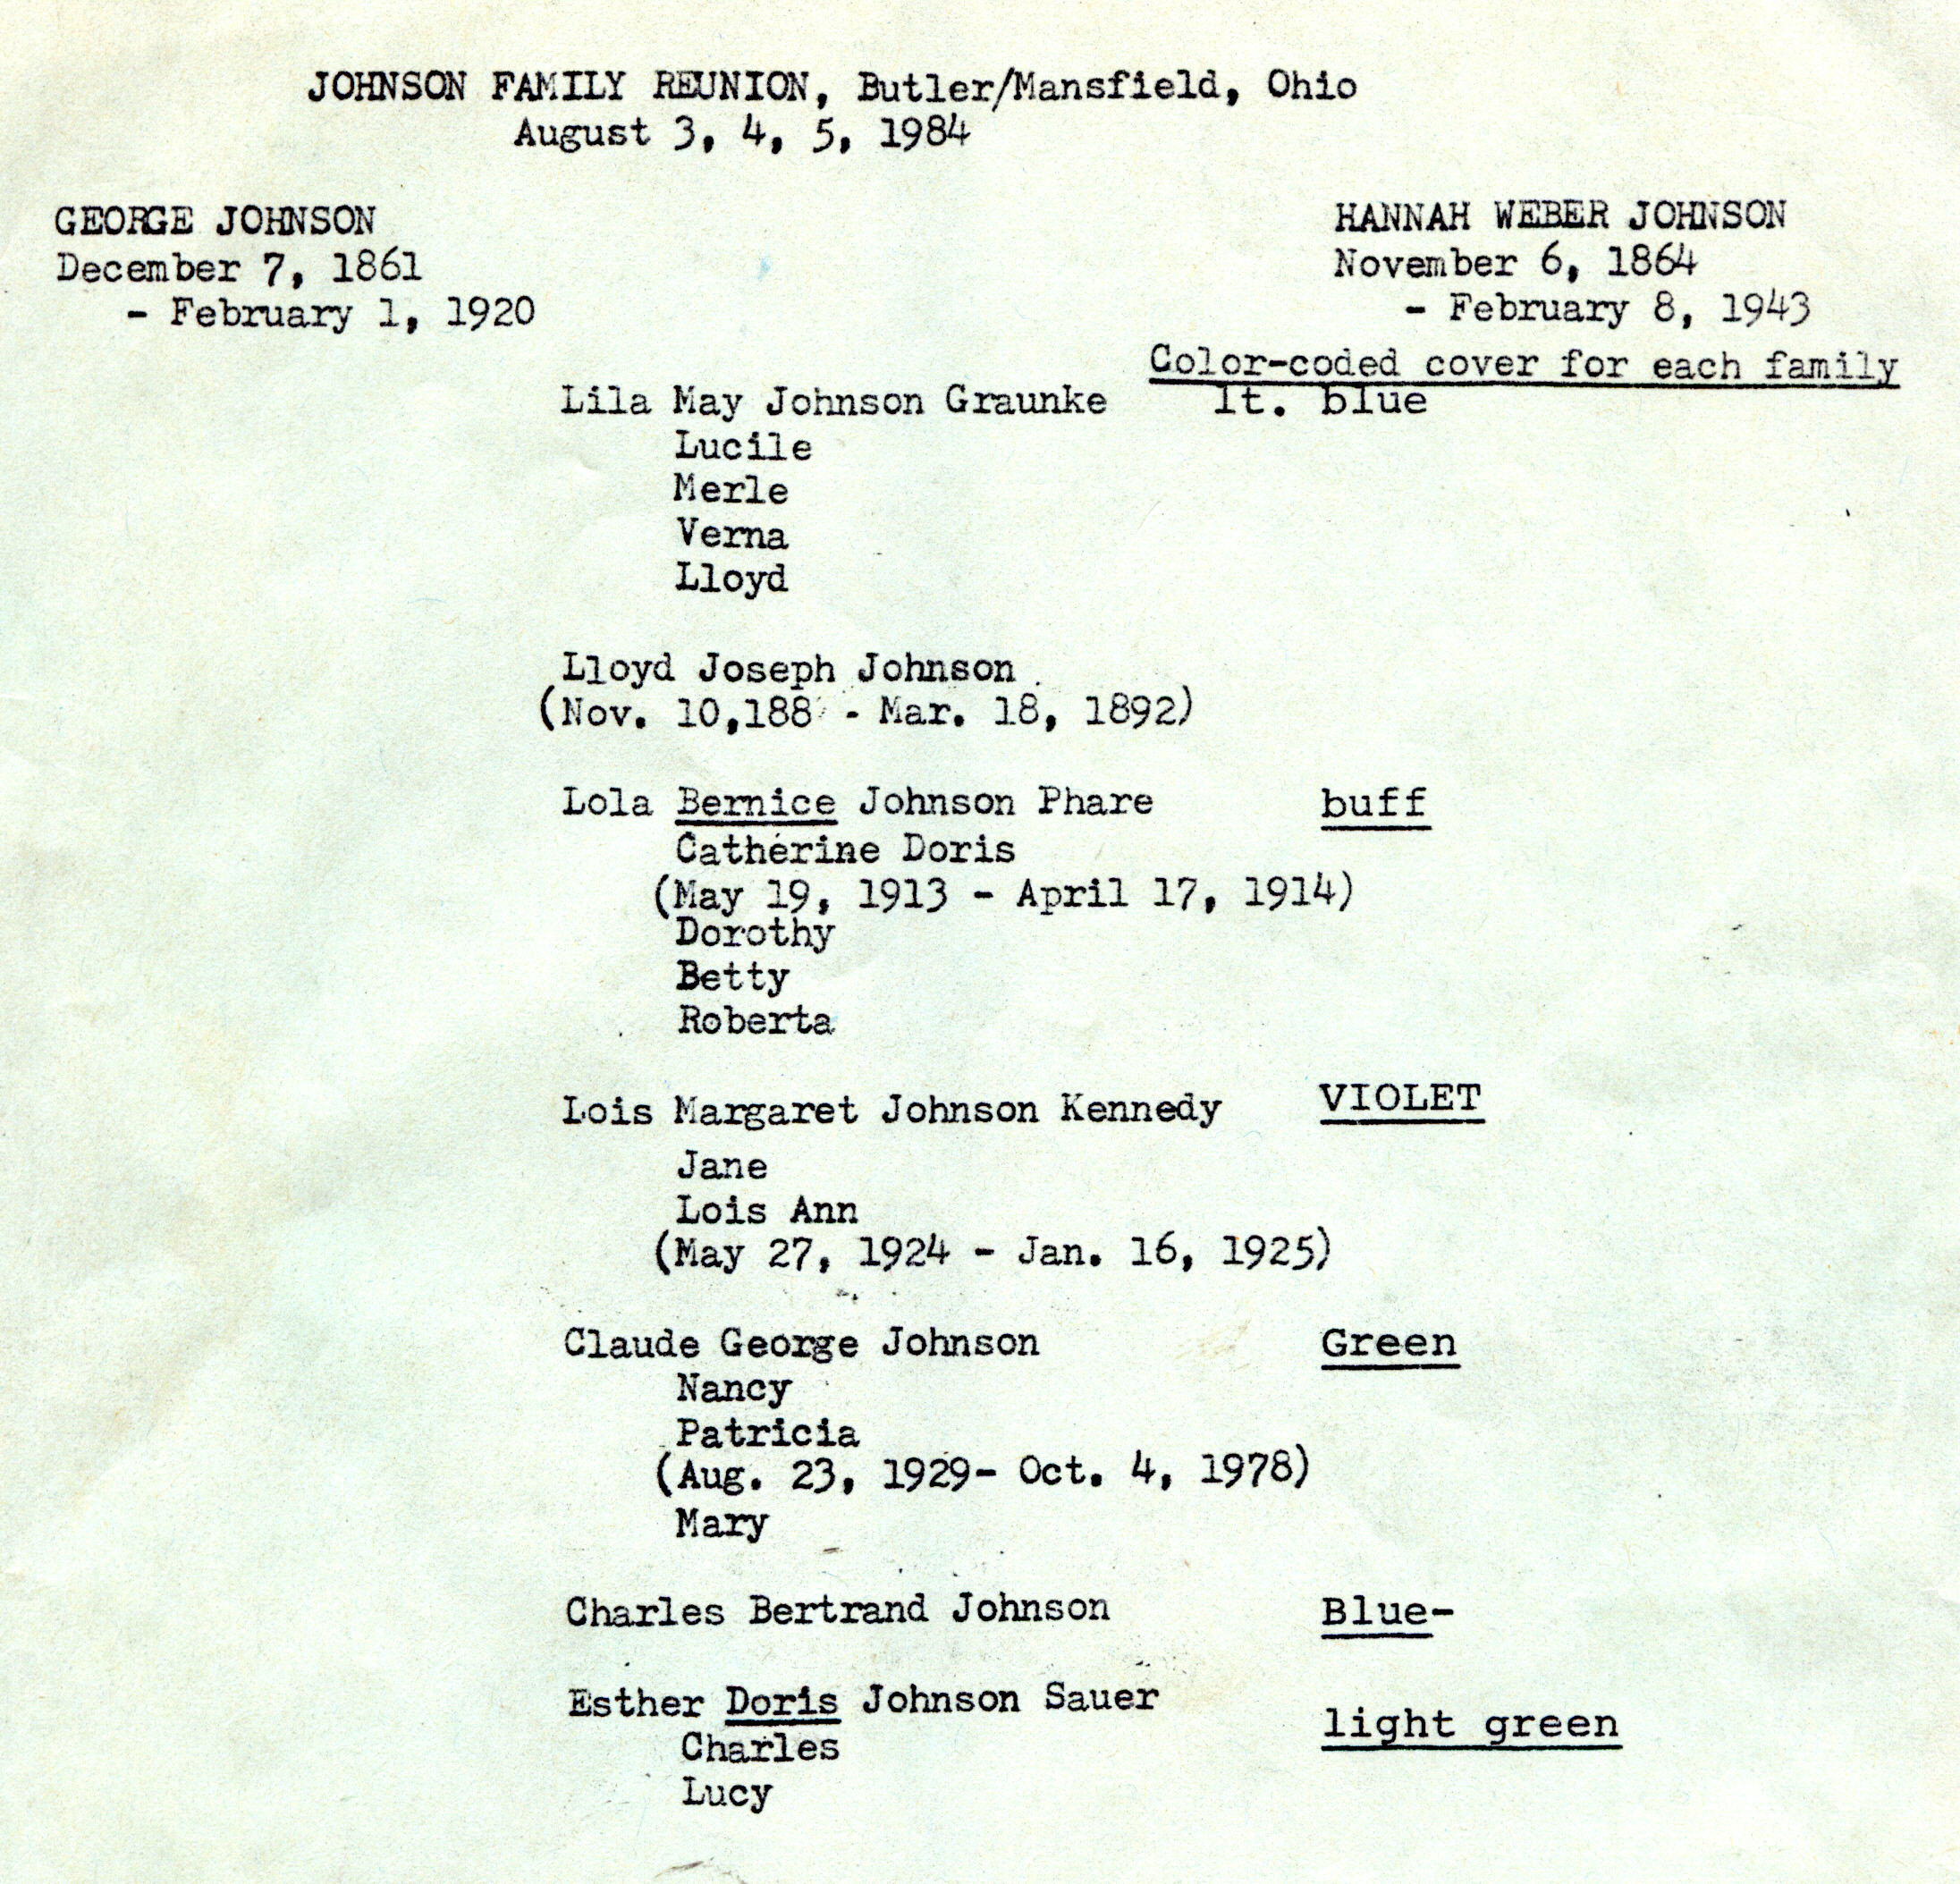 JOHNSON FAMILY REUNION, Butler/Mansfield, Ohio
August 3, 4, 5, 1984
GEORGE JOHNSON
December 7, 1861
- February 1, 1920
HANNAH WEBER JOHNSON
November 6, 1864
- February 8, 1943
Color-coded cover for each family
Lila May Johnson Graunke lt. blue
Lucile
Merle
Verna
Lloyd
Lloyd Joseph Johnson
(Nov. 10,188 - Mar. 18, 1892)
Lola Bernice Johnson Phare buff
Catherine Doris
(May 19, 1913 - April 17, 1914)
Dorothy
Betty
Roberta
Lois Margaret Johnson Kennedy VIOLET
Jane
Lois Ann
(May 27, 1924 - Jan. 16, 1925)
Claude George Johnson Green
Nancy
Patricia
(Aug. 23, 1929- Oct. 4, 1978)
Mary
Charles Bertrand Johnson Blue-
Esther Doris Johnson Sauer light green
Charles
Lucy